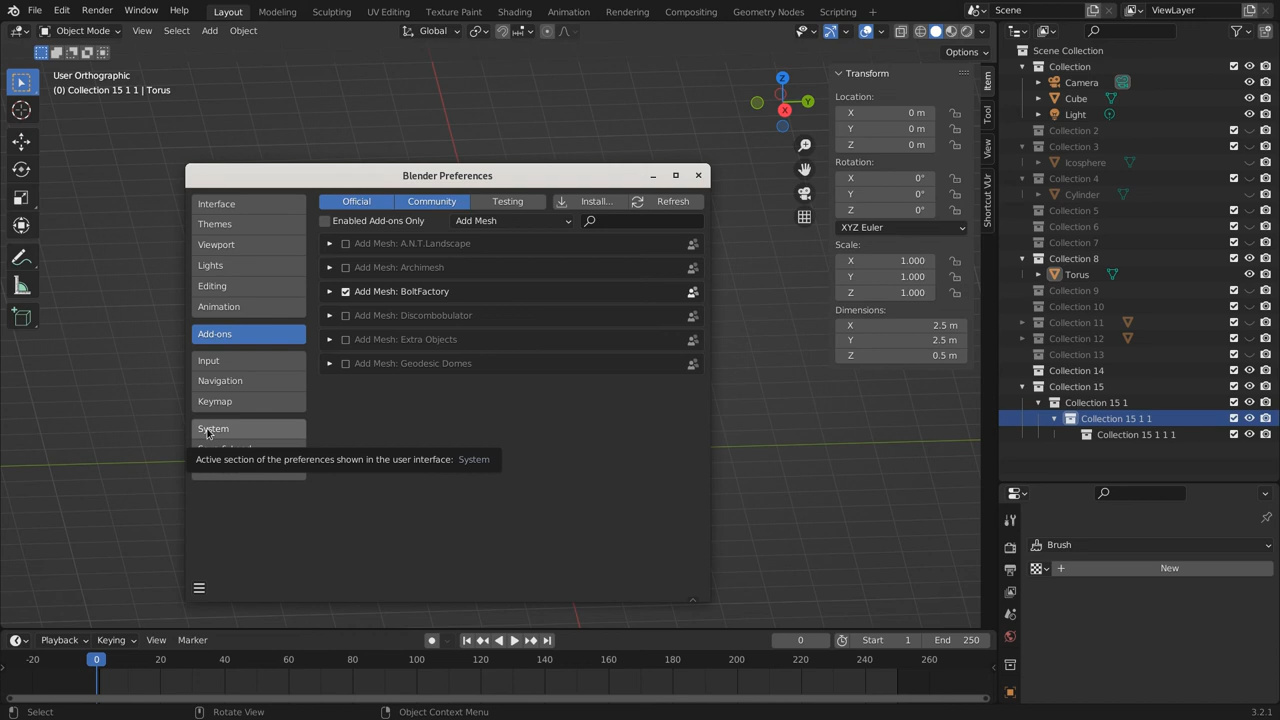 File Edit Render Window Help Layout Modeling Sculpting UV Editing Texture Paint Shading Animation Rendering Compositing Geometry Nodes Scripting Scene ViewLayer
Object Mode View Select Add Object Global
Options
User Orthographic
(0) Collection 15 1 1 | Torus
Z
Y
X
Transform
Location:
X 0 m
Y 0 m
Z 0 m
Rotation:
X 0°
Y 0°
Z 0°
XYZ Euler
Scale:
X 1.000
Y 1.000
Z 1.000
Dimensions:
X 2.5 m
Y 2.5 m
Z 0.5 m
Item
Tool
View
Shortcut VUr
Scene Collection
Collection
Camera
Cube
Light
Collection 2
Collection 3
Icosphere
Collection 4
Cylinder
Collection 5
Collection 6
Collection 7
Collection 8
Torus
Collection 9
Collection 10
Collection 11
Collection 12
Collection 13
Collection 14
Collection 15
Collection 15 1
Collection 15 1 1
Collection 15 1 1 1
Brush
New
Blender Preferences
Interface
Themes
Viewport
Lights
Editing
Animation
Add-ons
Input
Navigation
Keymap
System
Active section of the preferences shown in the user interface: System
Official Community Testing Install... Refresh
Enabled Add-ons Only Add Mesh
Add Mesh: A.N.T.Landscape
Add Mesh: Archimesh
Add Mesh: BoltFactory
Add Mesh: Discombobulator
Add Mesh: Extra Objects
Add Mesh: Geodesic Domes
Playback Keying View Marker 0 Start 1 End 250
-20 0 20 40 60 80 100 120 140 160 180 200 220 240 260
Select Rotate View Object Context Menu 3.2.1